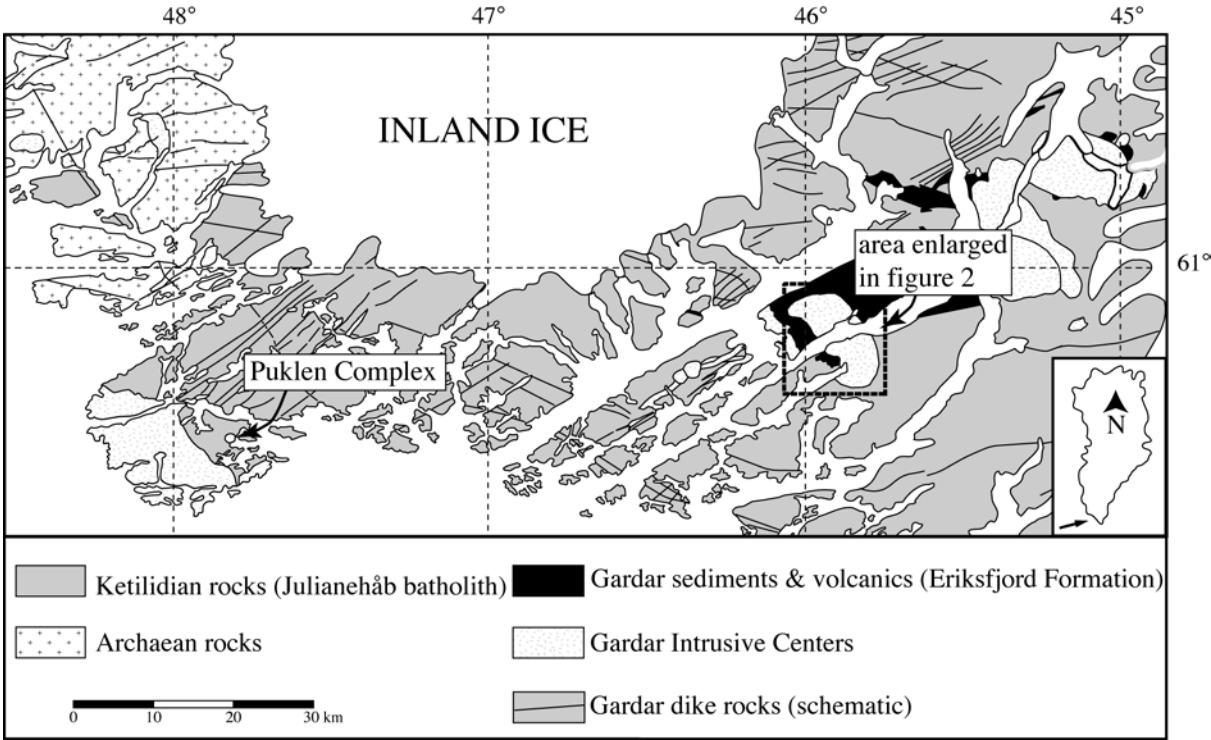 48°
47°
46°
45°
INLAND ICE
area enlarged
in figure 2
61°
Puklen Complex
N
Ketilidian rocks (Julianehåb batholith)
Gardar sediments & volcanics (Eriksfjord Formation)
Archaean rocks
Gardar Intrusive Centers
Gardar dike rocks (schematic)
0 10 20 30 km